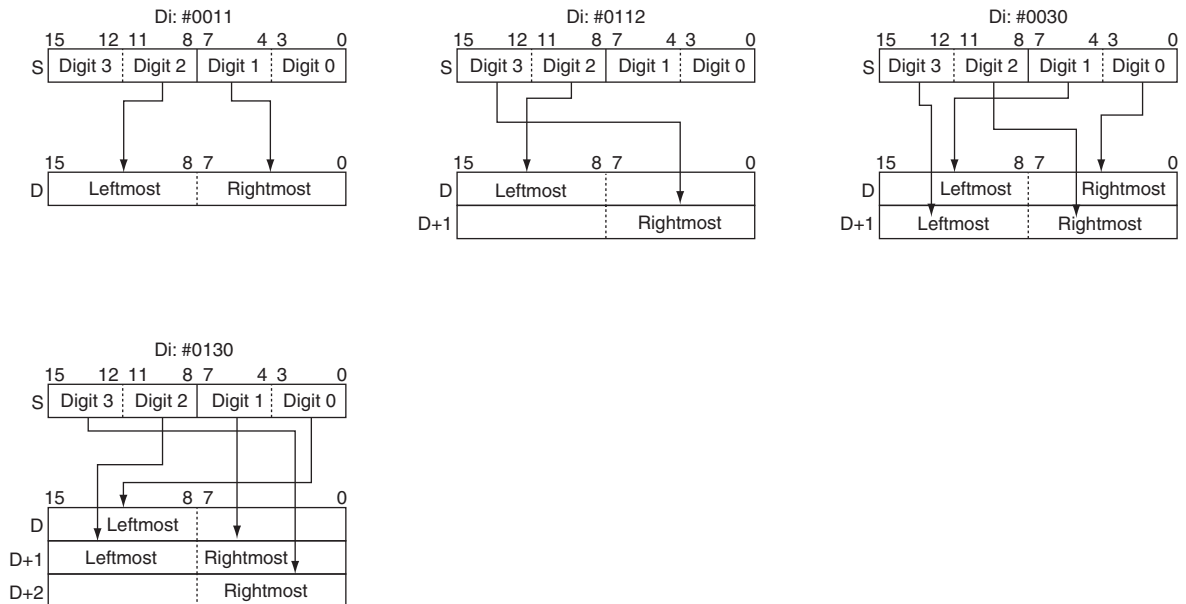 Di: #0011
15 12 11 8 7 4 3 0
S Digit 3 Digit 2 Digit 1 Digit 0
15 8 7 0
D Leftmost Rightmost
Di: #0112
15 12 11 8 7 4 3 0
S Digit 3 Digit 2 Digit 1 Digit 0
15 8 7 0
D Leftmost
D+1 Rightmost
Di: #0030
15 12 11 8 7 4 3 0
S Digit 3 Digit 2 Digit 1 Digit 0
15 8 7 0
D Leftmost Rightmost
D+1 Leftmost Rightmost
Di: #0130
15 12 11 8 7 4 3 0
S Digit 3 Digit 2 Digit 1 Digit 0
15 8 7 0
D Leftmost
D+1 Leftmost Rightmost
D+2 Rightmost